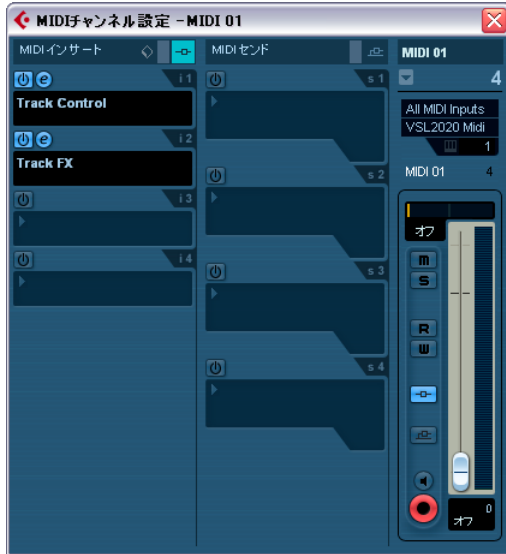 MIDIチャンネル設定 -MIDI 01
MIDIインサート
i 1
Track Control
i 2
Track FX
i 3
i 4
MIDIセンド
s 1
s 2
s 3
s 4
MIDI 01
4
All MIDI Inputs
VSL2020 Midi
1
MIDI 01 4
オフ
m
S
R
W
0
オフ
e
e